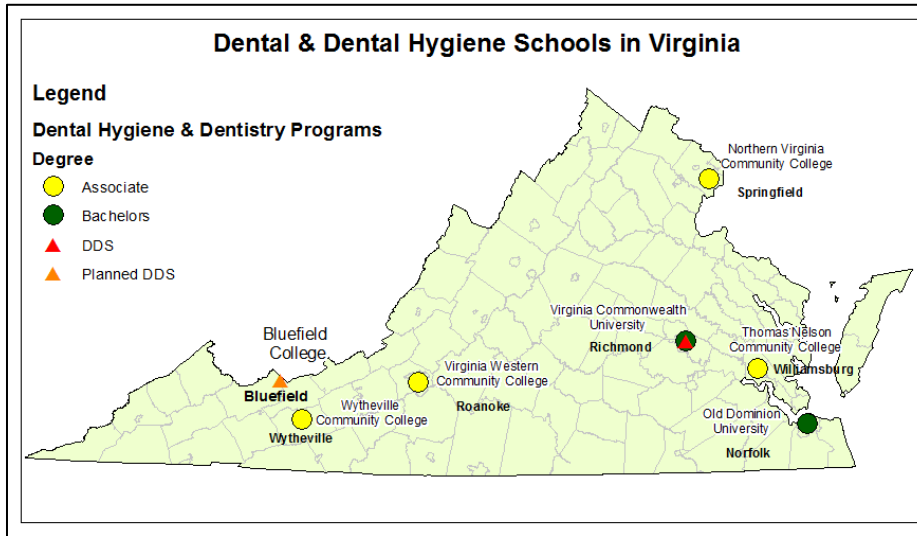 Dental & Dental Hygiene Schools in Virginia
Legend
Dental Hygiene & Dentistry Programs
Degree
Associate
Bachelors
DDS
Planned DDS
Northern Virginia
Community College
Springfield
Virginia Commonwealth
University
Richmond
Thomas Nelson
Community College
Williamsburg
Bluefield
College
Bluefield
Virginia Western
Community College
Roanoke
Wytheville
Community College
Wytheville
Old Dominion
University
Norfolk